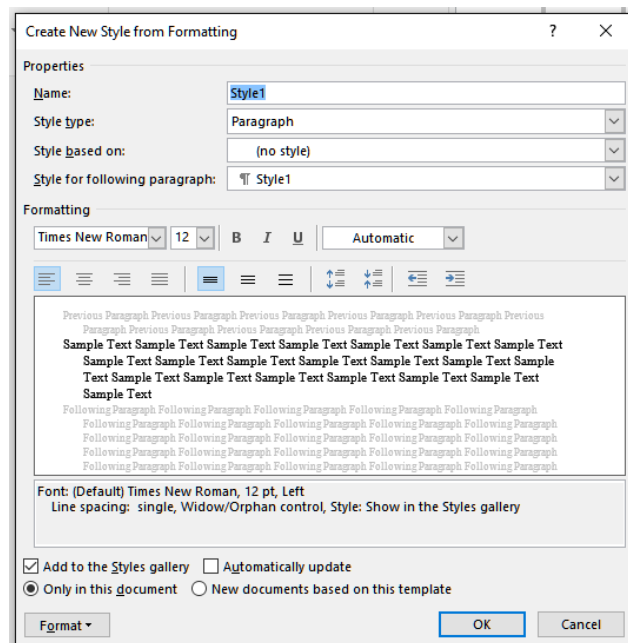 Create New Style from Formatting ? X
Properties
Name: Style1
Style type: Paragraph
Style based on: (no style)
Style for following paragraph: ¶ Style1
Formatting
Times New Roman 12 B I U Automatic
Previous Paragraph Previous Paragraph Previous Paragraph Previous Paragraph Previous Paragraph Previous
Paragraph Previous Paragraph Previous Paragraph Previous Paragraph Previous Paragraph
Sample Text Sample Text Sample Text Sample Text Sample Text Sample Text Sample Text
Sample Text Sample Text Sample Text Sample Text Sample Text Sample Text Sample
Text Sample Text Sample Text Sample Text Sample Text Sample Text Sample Text
Sample Text
Following Paragraph Following Paragraph Following Paragraph Following Paragraph Following Paragraph
Following Paragraph Following Paragraph Following Paragraph Following Paragraph Following Paragraph
Following Paragraph Following Paragraph Following Paragraph Following Paragraph Following Paragraph
Following Paragraph Following Paragraph Following Paragraph Following Paragraph Following Paragraph
Following Paragraph Following Paragraph Following Paragraph Following Paragraph Following Paragraph
Font: (Default) Times New Roman, 12 pt, Left
Line spacing: single, Widow/Orphan control, Style: Show in the Styles gallery
Add to the Styles gallery Automatically update
Only in this document New documents based on this template
Format OK Cancel